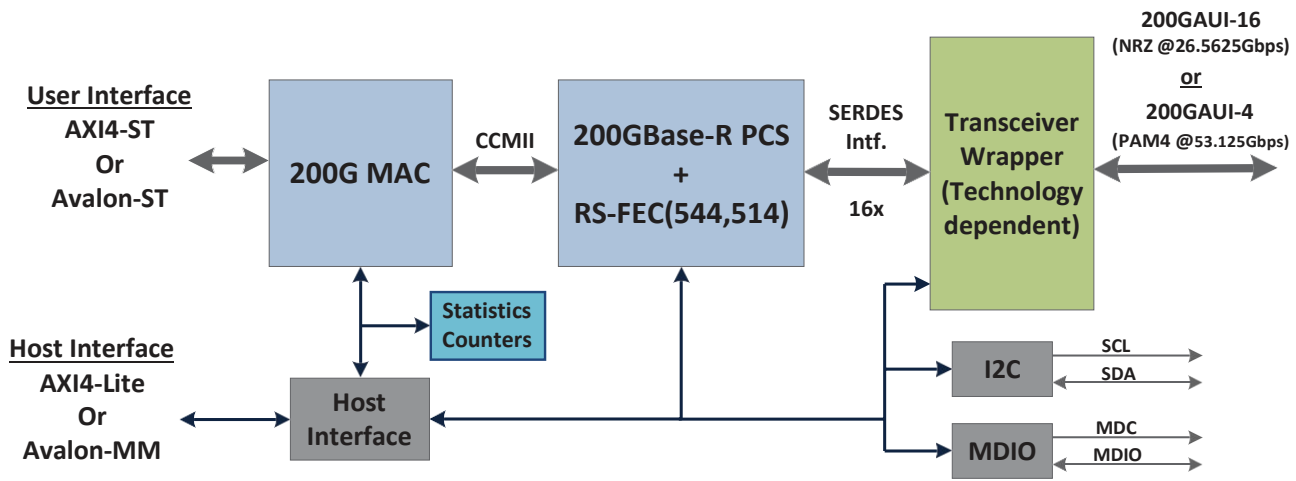 200GAUI-16
(NRZ @26.5625Gbps)
or
200GAUI-4
(PAM4 @53.125Gbps)
User Interface
AXI4-ST
Or
Avalon-ST
200G MAC
CCMII
200GBase-R PCS
+
RS-FEC(544,514)
SERDES
Intf.
16x
Transceiver
Wrapper
(Technology
dependent)
Statistics
Counters
Host Interface
AXI4-Lite
Or
Avalon-MM
Host
Interface
I2C
SCL
SDA
MDIO
MDC
MDIO